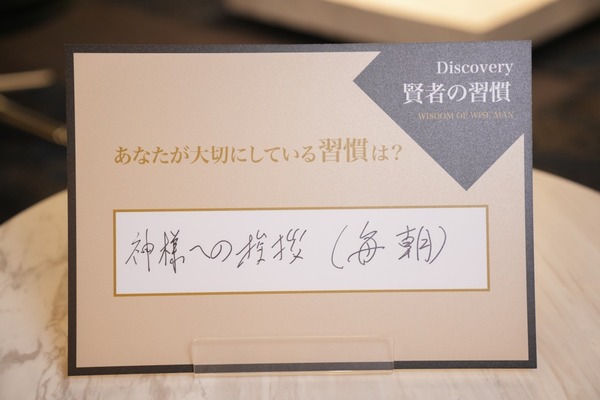 Discovery
賢者の習慣
WISDOM OF WISE MAN
あなたが大切にしている習慣は？
神様への挨拶（毎朝）